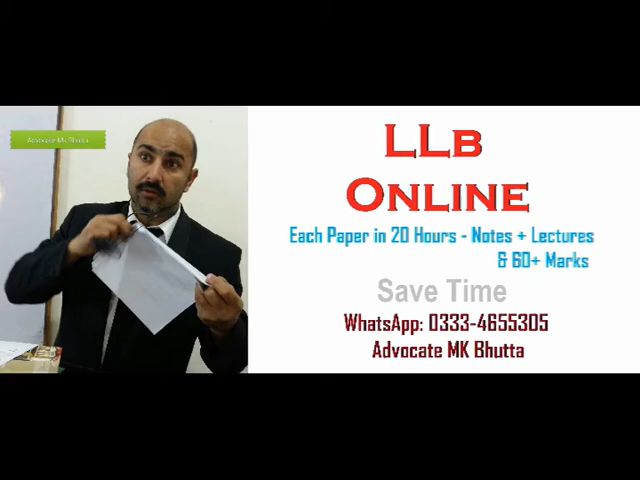 Advocate MK Bhutta
LLB
ONLINE
Each Paper in 20 Hours - Notes + Lectures
& 60+ Marks
Save Time
WhatsApp: 0333-4655305
Advocate MK Bhutta